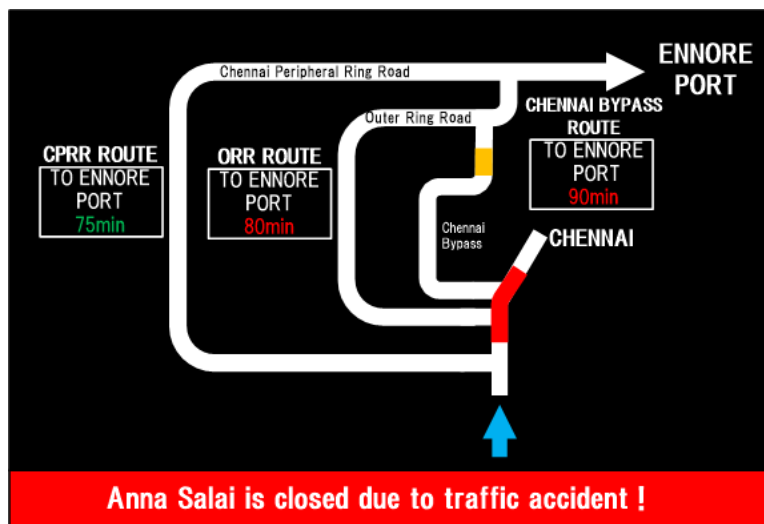 Chennai Peripheral Ring Road
ENNORE
PORT
Outer Ring Road
CHENNAI BYPASS
ROUTE
TO ENNORE
PORT
90min
CPRR ROUTE
TO ENNORE
PORT
75min
ORR ROUTE
TO ENNORE
PORT
80min
Chennai
Bypass
CHENNAI
Anna Salai is closed due to traffic accident !